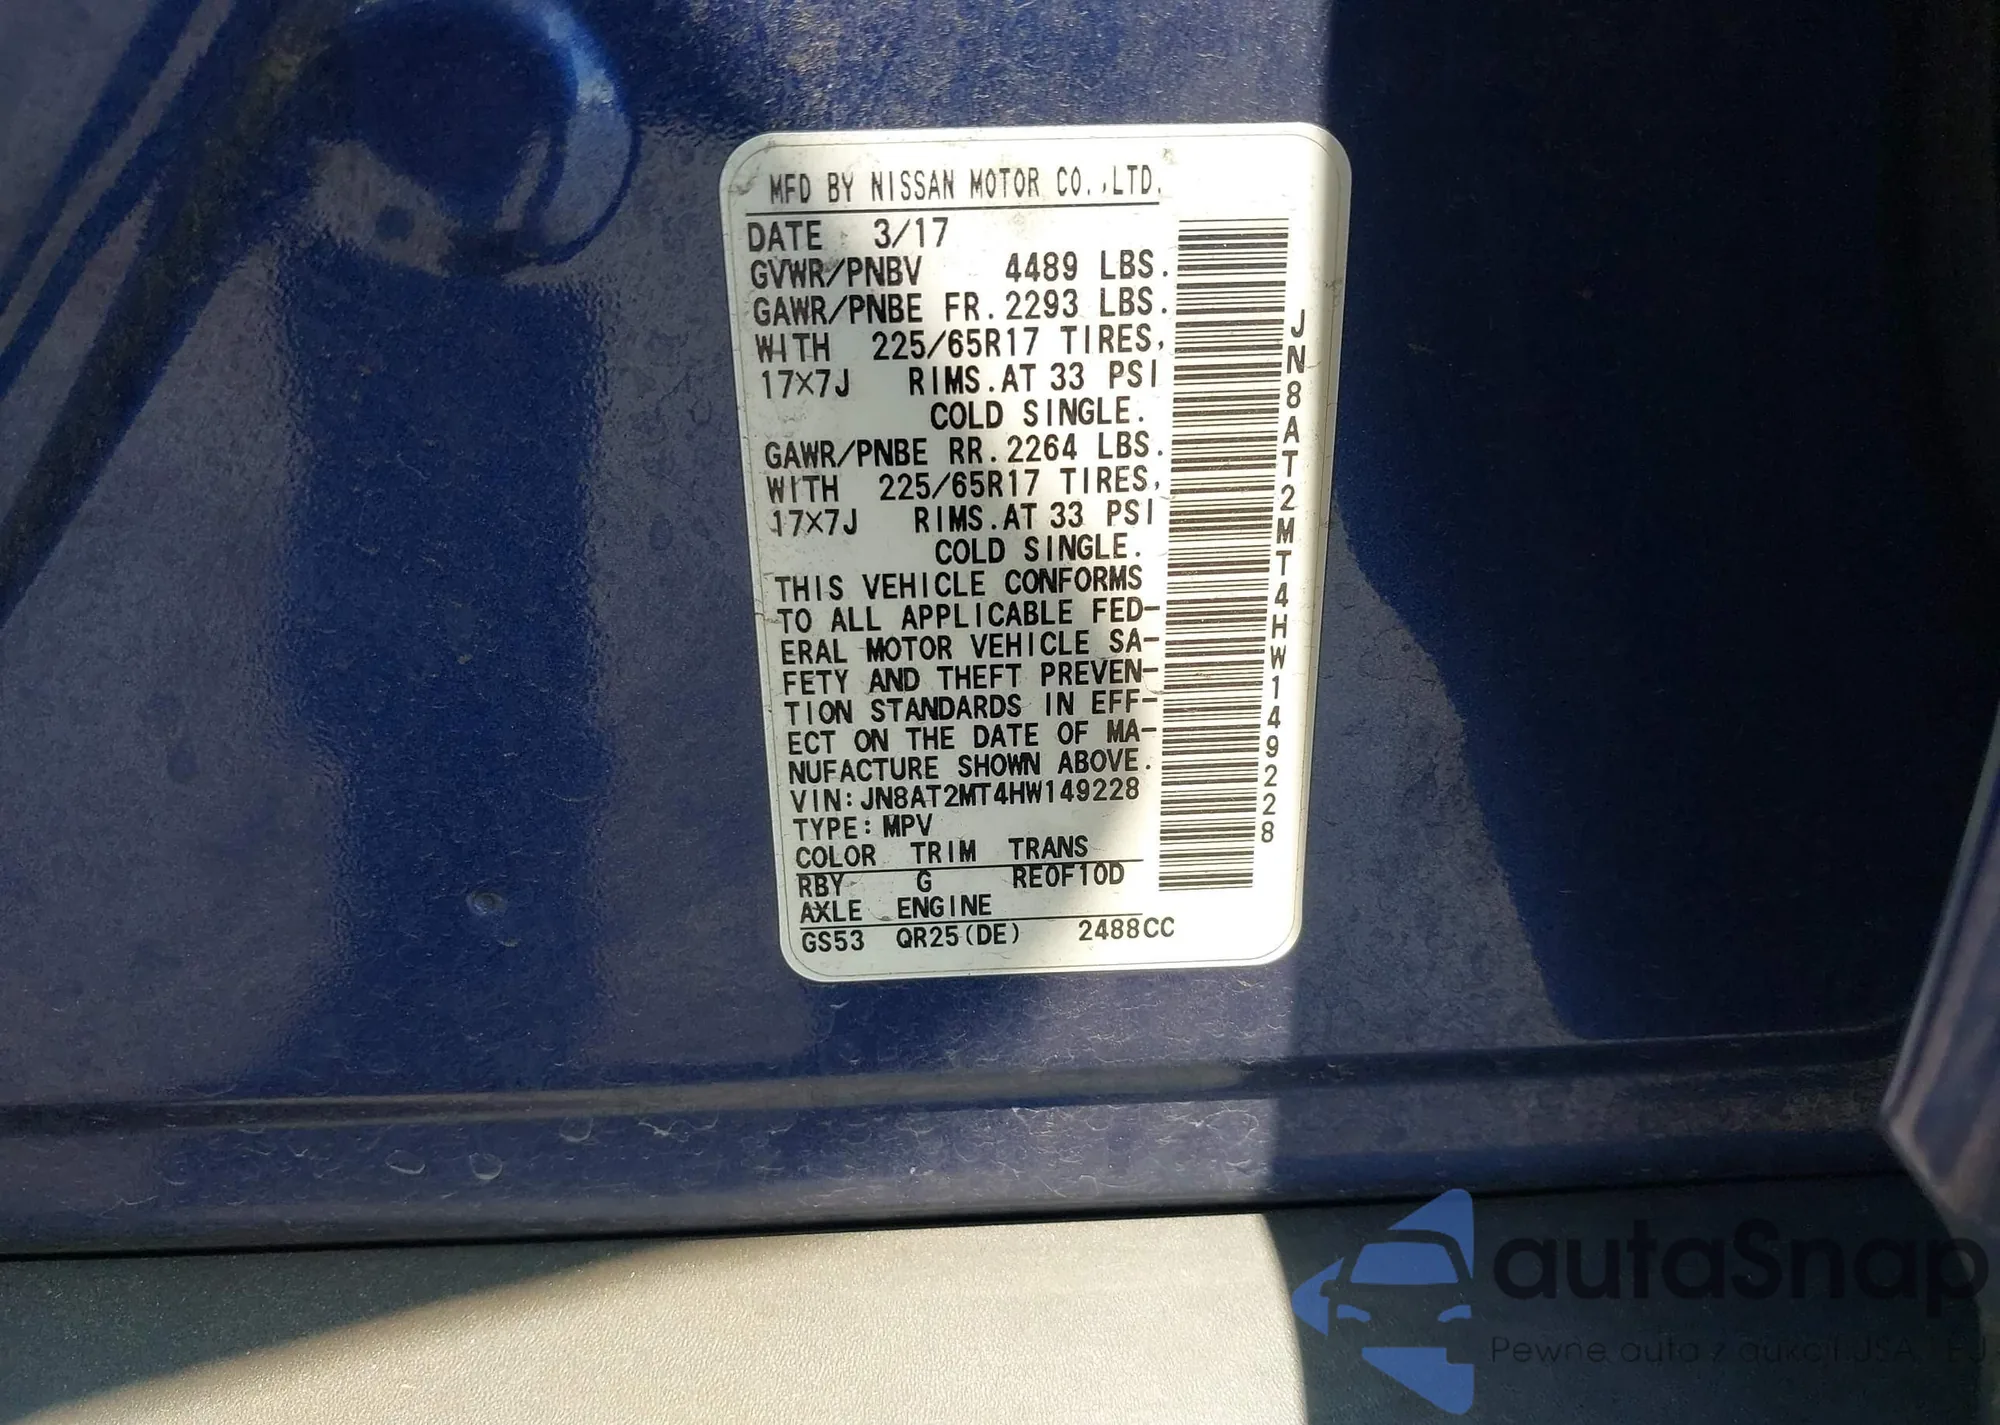 MFD BY NISSAN MOTOR CO.,LTD.
DATE 3/17
GVWR/PNBV 4489 LBS.
GAWR/PNBE FR. 2293 LBS.
WITH 225/65R17 TIRES,
17×7J RIMS. AT 33 PSI
COLD SINGLE.
GAWR/PNBE RR. 2264 LBS.
WITH 225/65R17 TIRES,
17×7J RIMS. AT 33 PSI
COLD SINGLE.
THIS VEHICLE CONFORMS
TO ALL APPLICABLE FED-
ERAL MOTOR VEHICLE SA-
FETY AND THEFT PREVEN-
TION STANDARDS IN EFF-
ECT ON THE DATE OF MA-
NUFACTURE SHOWN ABOVE.
VIN: JN8AT2MT4HW149228
TYPE: MPV
COLOR TRIM TRANS
RBY G RE0F10D
AXLE ENGINE
GS53 QR25(DE) 2488CC
JN8AT2MT4HW149228
autaSnap
Pewne auta z aukcji USA